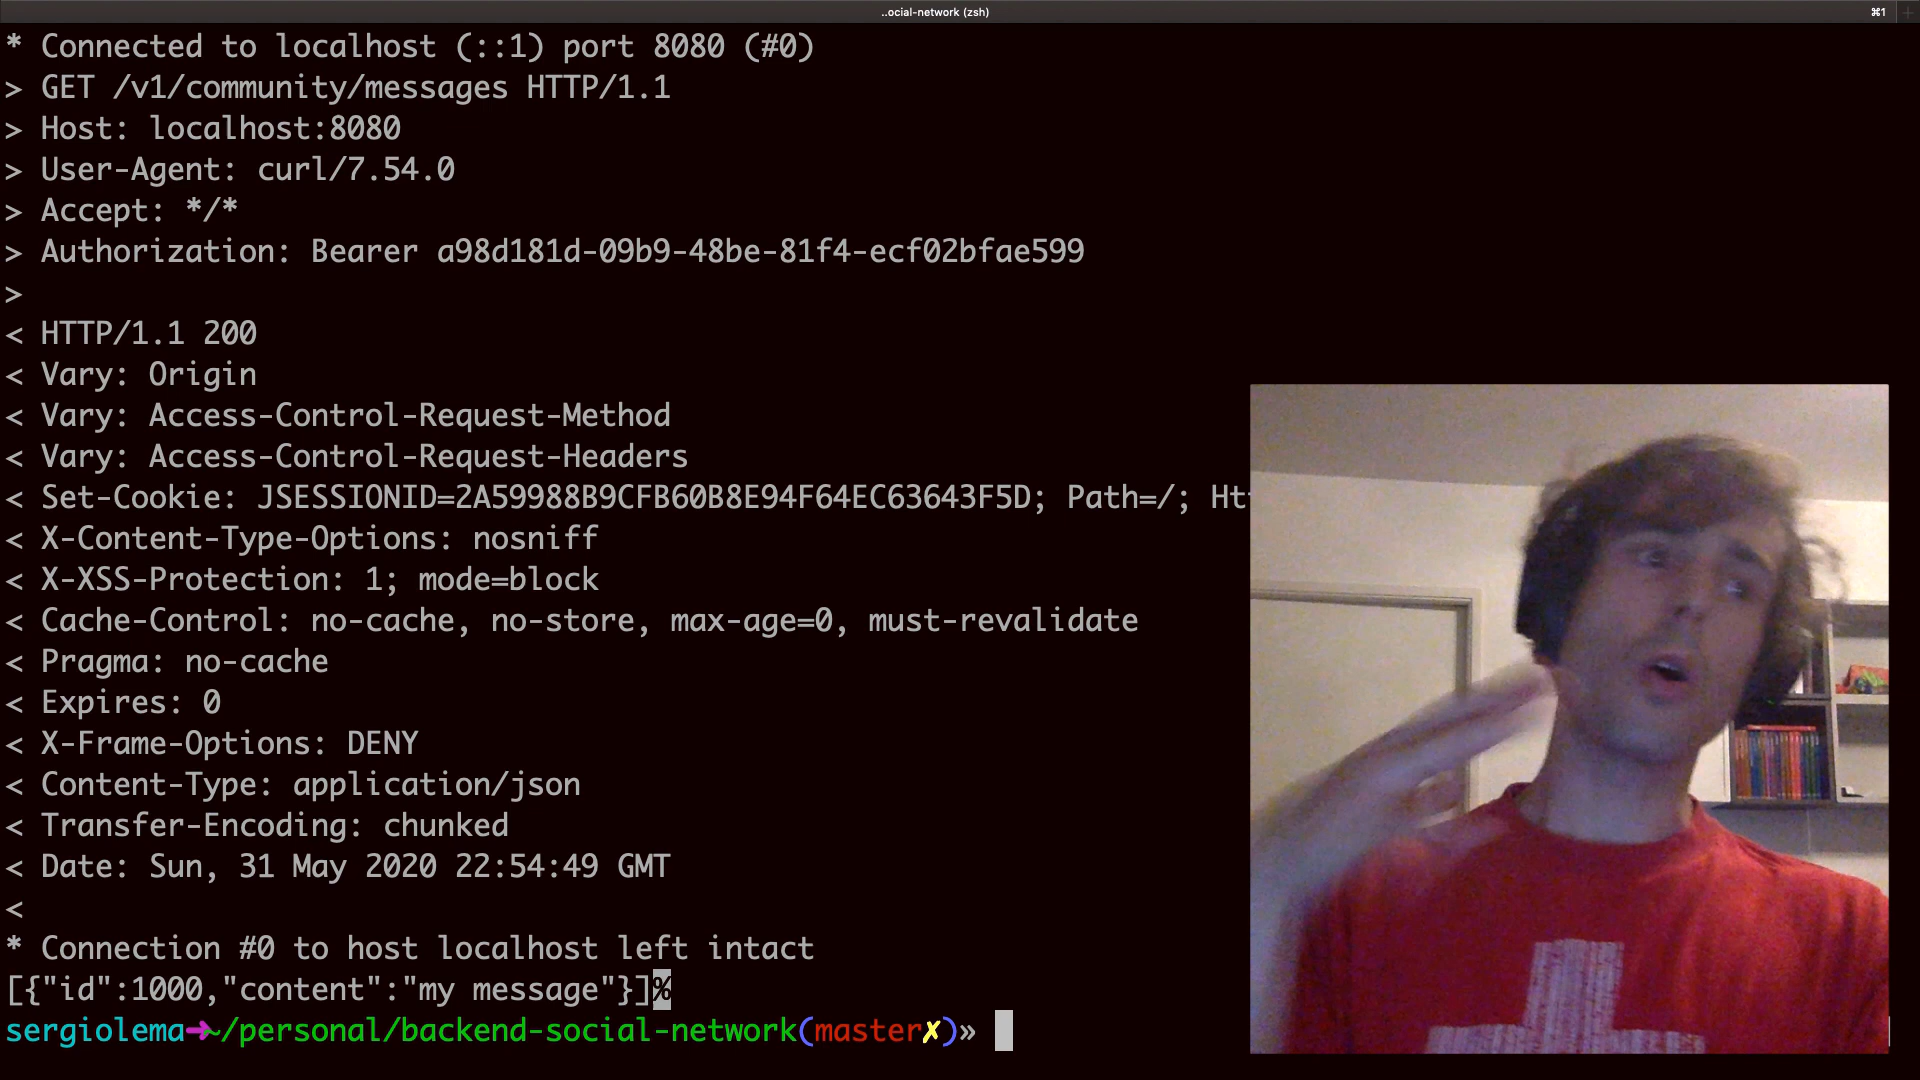 ..ocial-network (zsh)
⌘1
* Connected to localhost (::1) port 8080 (#0)
> GET /v1/community/messages HTTP/1.1
> Host: localhost:8080
> User-Agent: curl/7.54.0
> Accept: */*
> Authorization: Bearer a98d181d-09b9-48be-81f4-ecf02bfae599
>
< HTTP/1.1 200
< Vary: Origin
< Vary: Access-Control-Request-Method
< Vary: Access-Control-Request-Headers
< Set-Cookie: JSESSIONID=2A59988B9CFB60B8E94F64EC63643F5D; Path=/;
< X-Content-Type-Options: nosniff
< X-XSS-Protection: 1; mode=block
< Cache-Control: no-cache, no-store, max-age=0, must-revalidate
< Pragma: no-cache
< Expires: 0
< X-Frame-Options: DENY
< Content-Type: application/json
< Transfer-Encoding: chunked
< Date: Sun, 31 May 2020 22:54:49 GMT
<
* Connection #0 to host localhost left intact
[{"id":1000,"content":"my message"}]%
sergiolema➜~/personal/backend-social-network(master✗)»